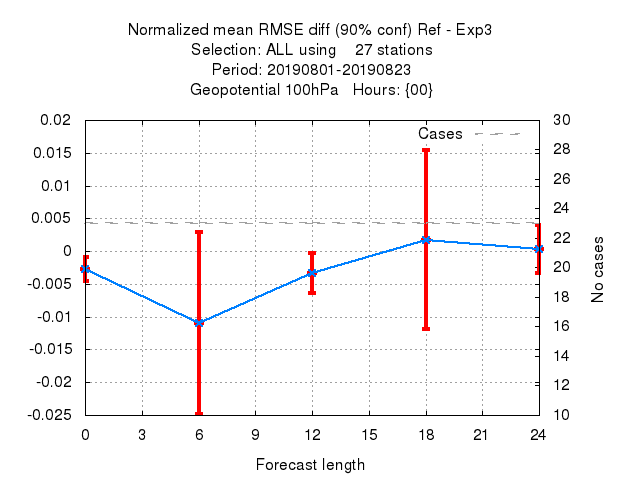 Normalized mean RMSE diff (90% conf) Ref - Exp3
Selection: ALL using 27 stations
Period: 20190801-20190823
Geopotential 100hPa Hours: {00}
Cases
0.02
0.015
0.01
0.005
0
-0.005
-0.01
-0.015
-0.02
-0.025
30
28
26
24
22
20
18
16
14
12
10
No cases
0 3 6 9 12 15 18 21 24
Forecast length